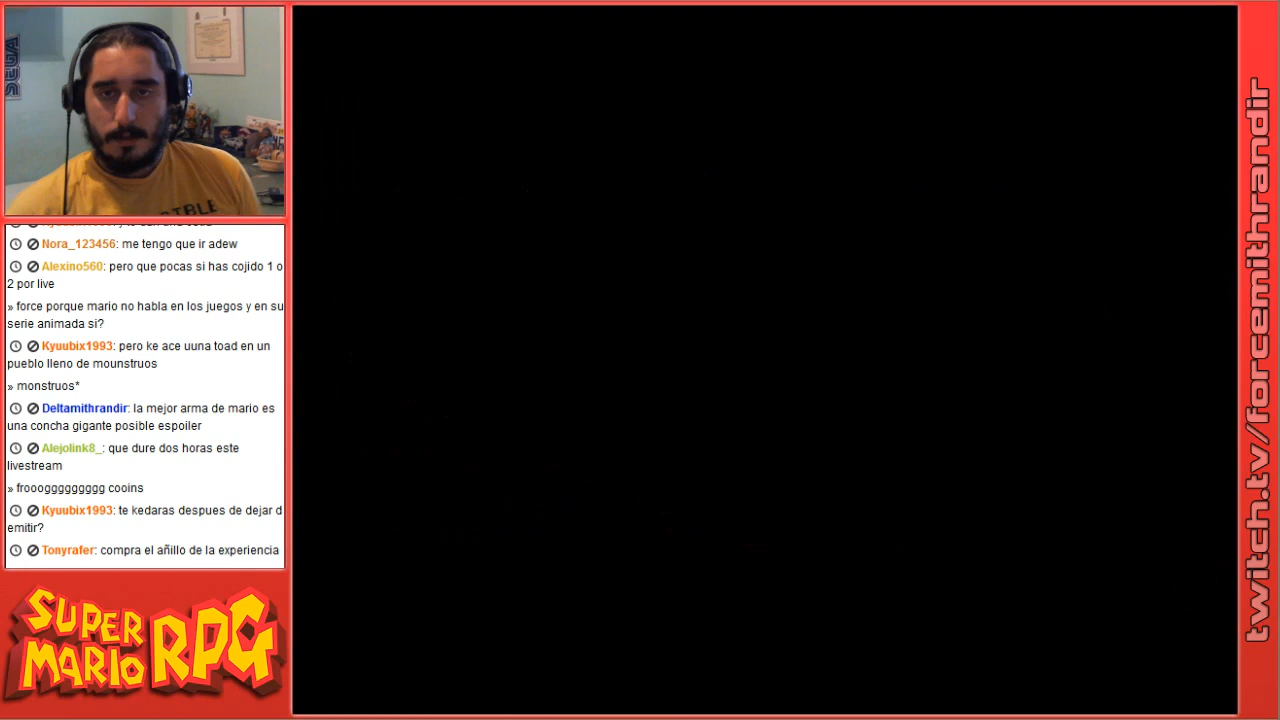 SEGA
Nora_123456: me tengo que ir adew
Alexino560: pero que pocas si has cojido 1 o
2 por live
» force porque mario no habla en los juegos y en su
serie animada si?
Kyuubix1993: pero ke ace uuna toad en un
pueblo lleno de mounstruos
» monstruos*
Deltamithrandir: la mejor arma de mario es
una concha gigante posible espoiler
Alejolink8_: que dure dos horas este
livestream
» froooggggggggg cooins
Kyuubix1993: te kedaras despues de dejar d
emitir?
Tonyrafer: compra el añillo de la experiencia
SUPER
MARIO RPG
twitch.tv/forcemithrandir